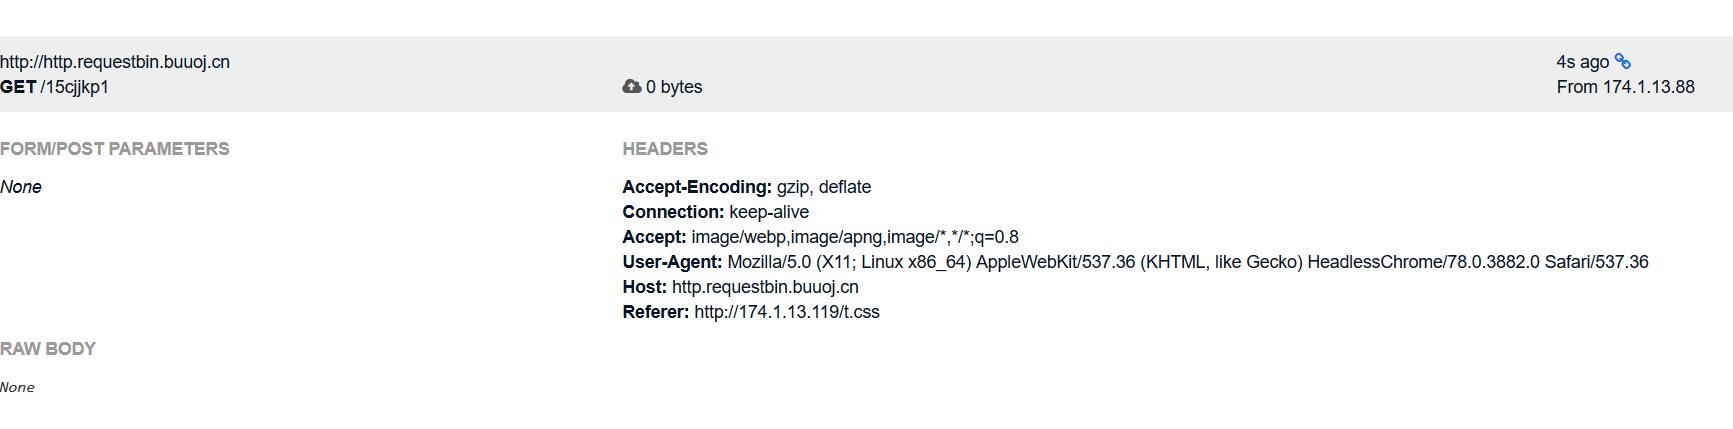 http://http.requestbin.buuoj.cn
GET /15cjjkp1
0 bytes
4s ago
From 174.1.13.88
FORM/POST PARAMETERS
None
HEADERS
Accept-Encoding: gzip, deflate
Connection: keep-alive
Accept: image/webp,image/apng,image/*,*/*;q=0.8
User-Agent: Mozilla/5.0 (X11; Linux x86_64) AppleWebKit/537.36 (KHTML, like Gecko) HeadlessChrome/78.0.3882.0 Safari/537.36
Host: http.requestbin.buuoj.cn
Referer: http://174.1.13.119/t.css
RAW BODY
None